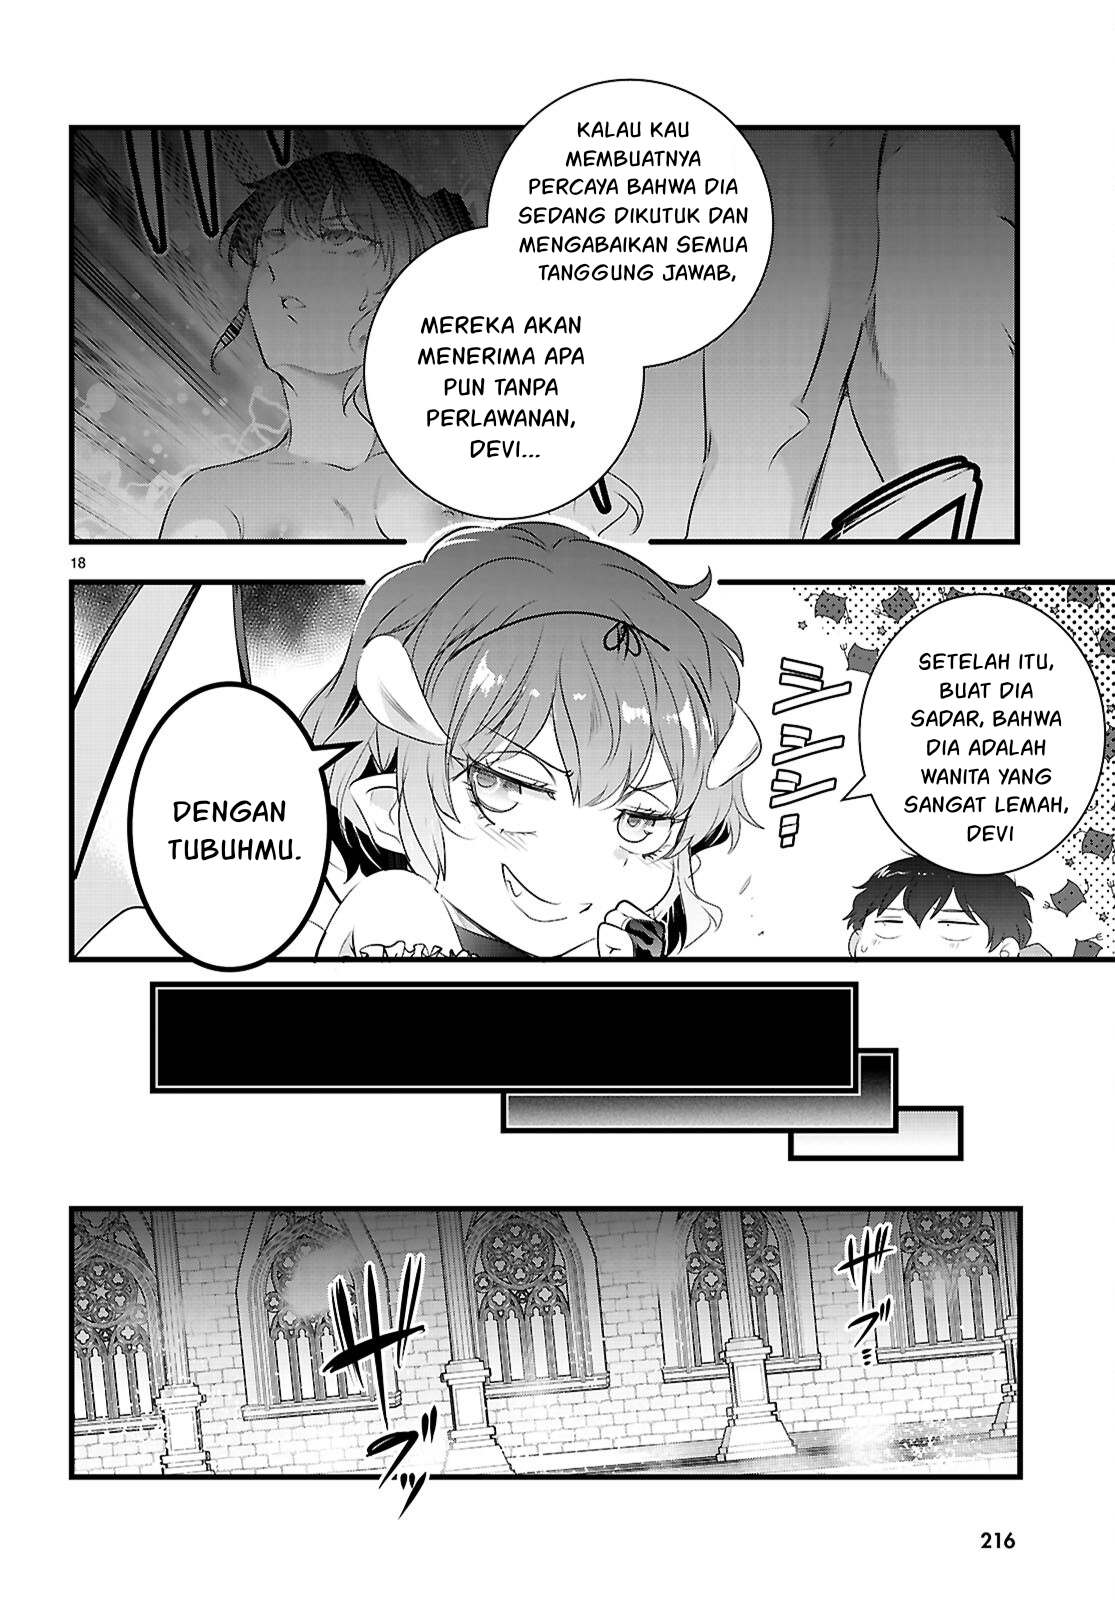 KALAU KAU
MEMBUATNYA
PERCAYA BAHWA DIA
SEDANG DIKUTUK DAN
MENGABAIKAN SEMUA
TANGGUNG JAWAB,
MEREKA AKAN
MENERIMA APA
PUN TANPA
PERLAWANAN,
DEVI...
18
SETELAH ITU,
BUAT DIA
SADAR, BAHWA
DIA ADALAH
WANITA YANG
SANGAT LEMAH,
DEVI
DENGAN
TUBUHMU.
216